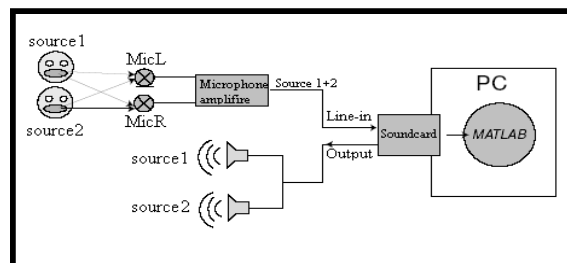 source1
MicL
Microphone
amplifire
Source 1+2
source2
MicR
PC
Line-in
Soundcard
MATLAB
Output
source1
source2